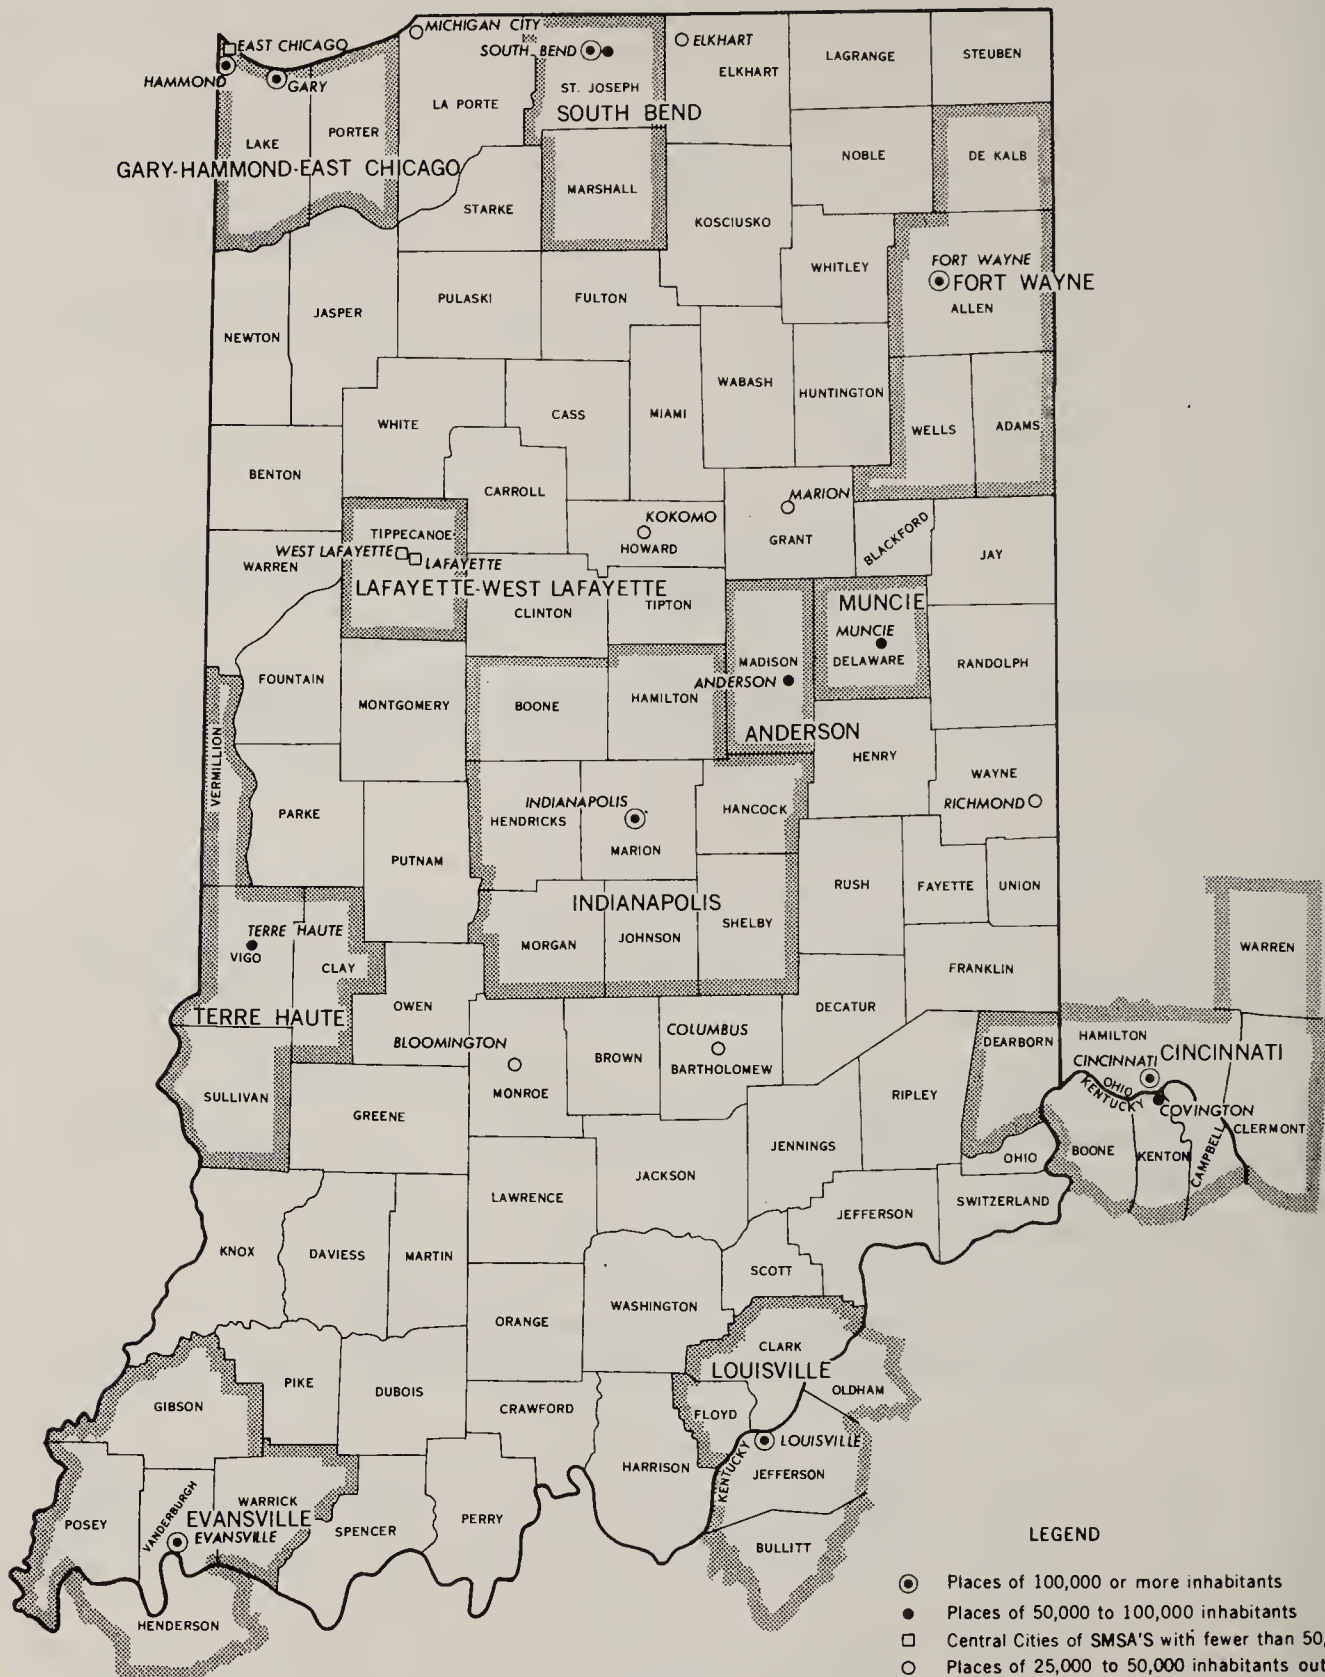 MICHIGAN CITY
EAST CHICAGO
SOUTH BEND
ELKHART
LAGRANGE
STEUBEN
HAMMOND
GARY
ELKHART
ST. JOSEPH
LA PORTE
SOUTH BEND
LAKE
PORTER
NOBLE
DE KALB
GARY-HAMMOND-EAST CHICAGO
MARSHALL
STARKE
KOSCIUSKO
WHITLEY
FORT WAYNE
FORT WAYNE
ALLEN
PULASKI
FULTON
JASPER
NEWTON
WABASH
HUNTINGTON
WHITE
CASS
MIAMI
WELLS
ADAMS
BENTON
CARROLL
MARION
KOKOMO
TIPPECANOE
HOWARD
GRANT
BLACKFORD
JAY
WEST LAFAYETTE
LAFAYETTE
WARREN
LAFAYETTE-WEST LAFAYETTE
CLINTON
TIPTON
MUNCIE
MUNCIE
MADISON
DELAWARE
RANDOLPH
FOUNTAIN
ANDERSON
MONTGOMERY
BOONE
HAMILTON
ANDERSON
HENRY
VERMILLION
WAYNE
RICHMOND
PARKE
INDIANAPOLIS
HENDRICKS
HANCOCK
MARION
PUTNAM
RUSH
FAYETTE
UNION
INDIANAPOLIS
TERRE HAUTE
VIGO
CLAY
MORGAN
JOHNSON
SHELBY
WARREN
FRANKLIN
OWEN
DECATUR
TERRE HAUTE
COLUMBUS
BLOOMINGTON
DEARBORN
HAMILTON
CINCINNATI
CINCINNATI
BROWN
BARTHOLOMEW
MONROE
SULLIVAN
GREENE
RIPLEY
OHIO
KENTUCKY
COVINGTON
CLERMONT
JENNINGS
OHIO
BOONE
KENTON
CAMPBELL
JACKSON
LAWRENCE
SWITZERLAND
JEFFERSON
KNOX
DAVIESS
MARTIN
SCOTT
WASHINGTON
ORANGE
CLARK
LOUISVILLE
PIKE
DUBOIS
OLDHAM
GIBSON
CRAWFORD
FLOYD
LOUISVILLE
HARRISON
KENTUCKY
JEFFERSON
WARRICK
VANDERBURGH
EVANSVILLE
EVANSVILLE
POSEY
SPENCER
PERRY
BULLITT
HENDERSON
LEGEND
Places of 100,000 or more inhabitants
Places of 50,000 to 100,000 inhabitants
Central Cities of SMSA'S with fewer than 50,
Places of 25,000 to 50,000 inhabitants out